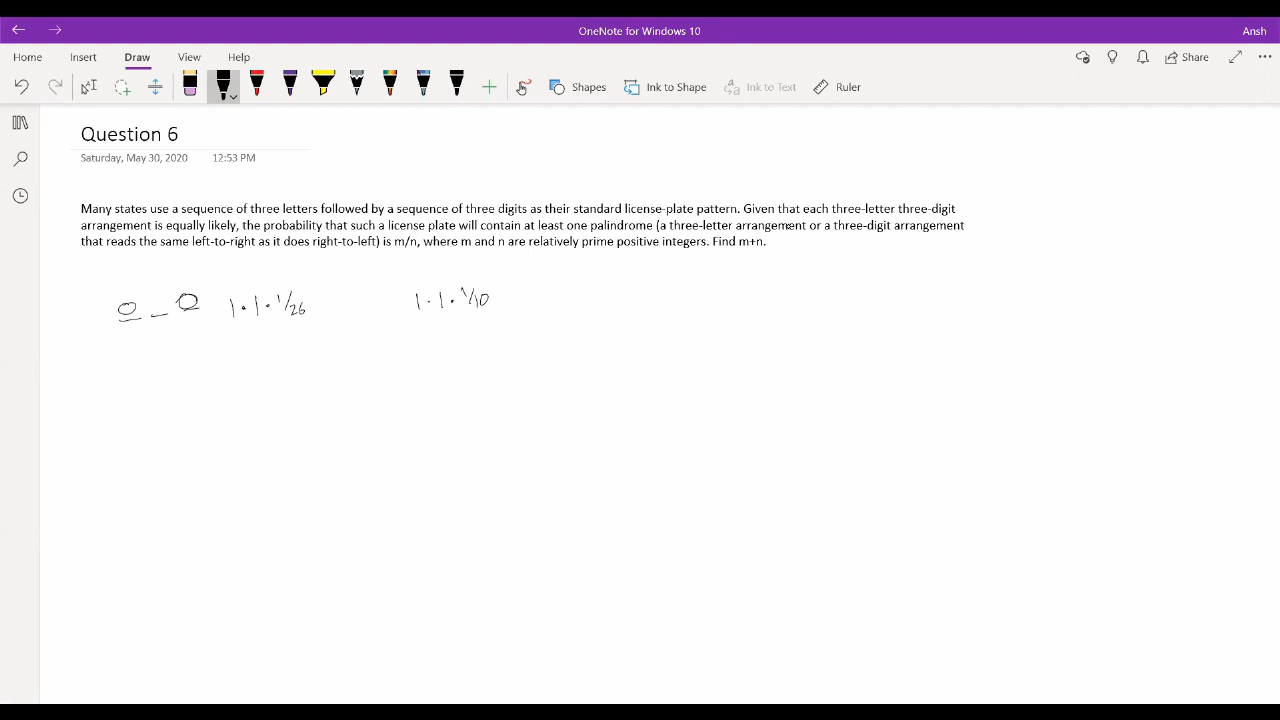 OneNote for Windows 10
Ansh
Home Insert Draw View Help
Share
Shapes Ink to Shape Ink to Text Ruler
Question 6
Saturday, May 30, 2020 12:53 PM
Many states use a sequence of three letters followed by a sequence of three digits as their standard license-plate pattern. Given that each three-letter three-digit
arrangement is equally likely, the probability that such a license plate will contain at least one palindrome (a three-letter arrangement or a three-digit arrangement
that reads the same left-to-right as it does right-to-left) is m/n, where m and n are relatively prime positive integers. Find m+n.
O _ O 1·1·1/26 1·1·1/10